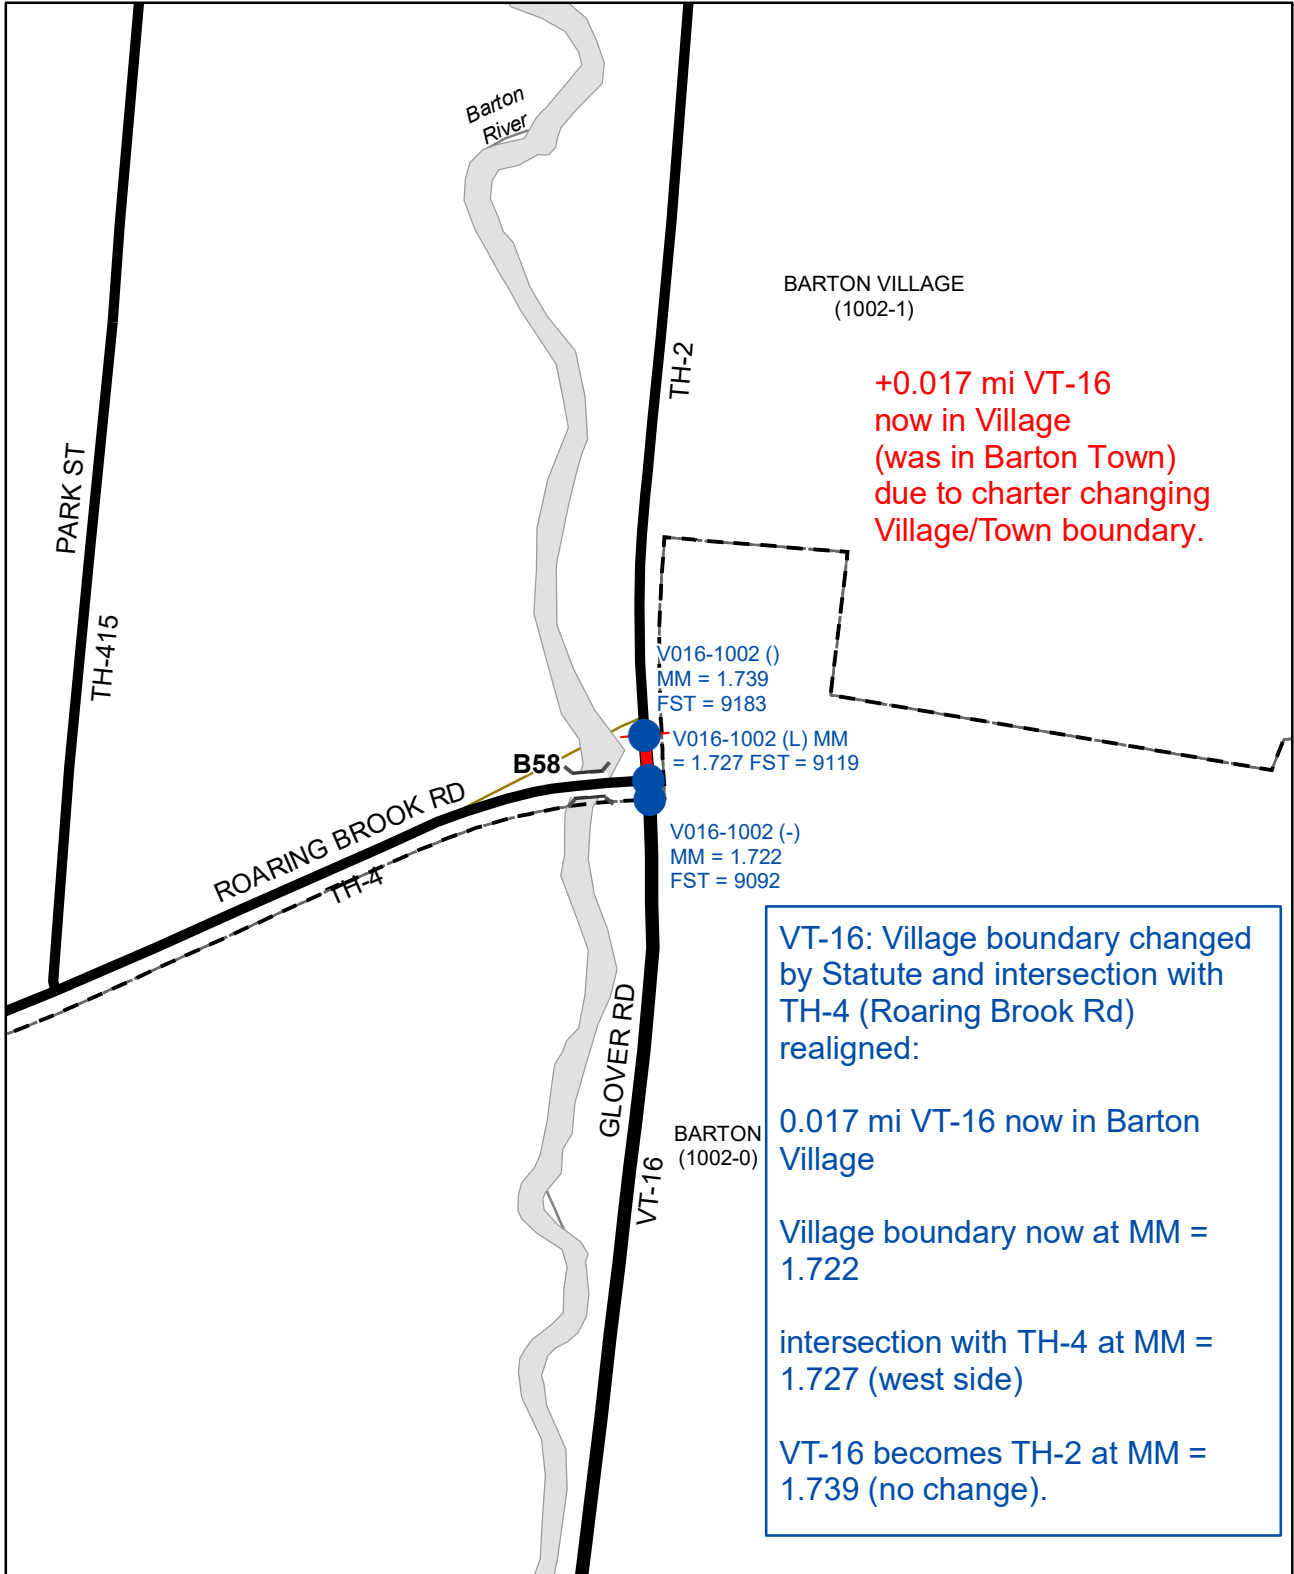 Barton
River
BARTON VILLAGE
(1002-1)
TH-2
+0.017 mi VT-16
now in Village
(was in Barton Town)
due to charter changing
Village/Town boundary.
PARK ST
TH-415
V016-1002 ()
MM = 1.739
FST = 9183
V016-1002 (L) MM
= 1.727 FST = 9119
B58
ROARING BROOK RD
TH-4
V016-1002 (-)
MM = 1.722
FST = 9092
GLOVER RD
VT-16
BARTON
(1002-0)
VT-16: Village boundary changed
by Statute and intersection with
TH-4 (Roaring Brook Rd)
realigned:
0.017 mi VT-16 now in Barton
Village
Village boundary now at MM =
1.722
intersection with TH-4 at MM =
1.727 (west side)
VT-16 becomes TH-2 at MM =
1.739 (no change).